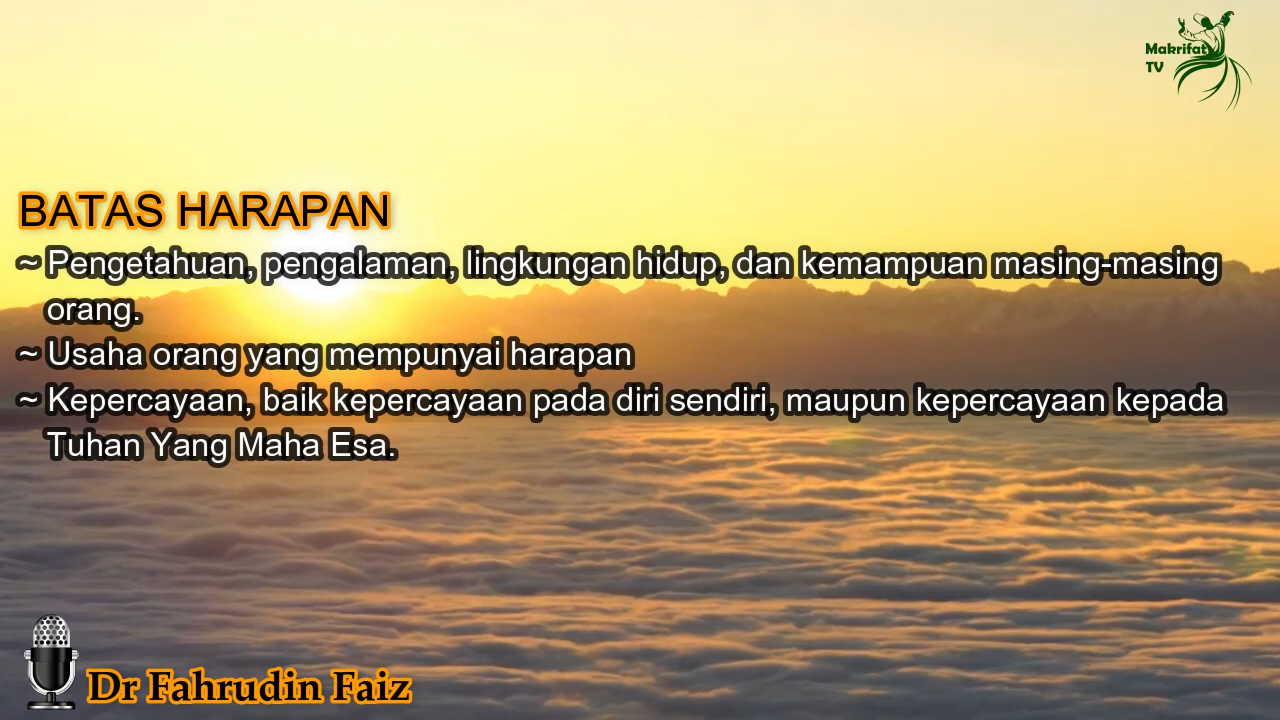 Makrifat
TV
BATAS HARAPAN
~ Pengetahuan, pengalaman, lingkungan hidup, dan kemampuan masing-masing
orang.
~ Usaha orang yang mempunyai harapan
~ Kepercayaan, baik kepercayaan pada diri sendiri, maupun kepercayaan kepada
Tuhan Yang Maha Esa.
Dr Fahrudin Faiz